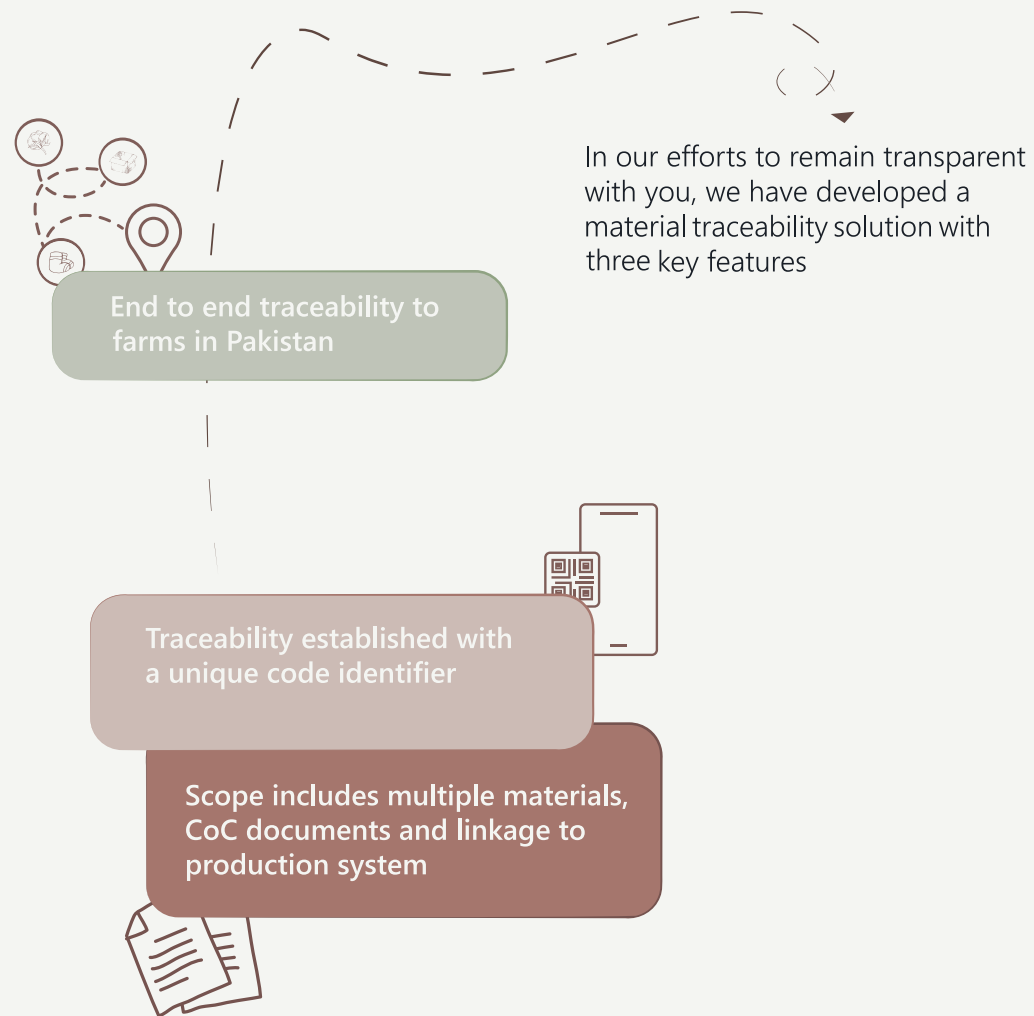 In our efforts to remain transparent
with you, we have developed a
material traceability solution with
three key features
End to end traceability to
farms in Pakistan
Traceability established with
a unique code identifier
Scope includes multiple materials,
CoC documents and linkage to
production system